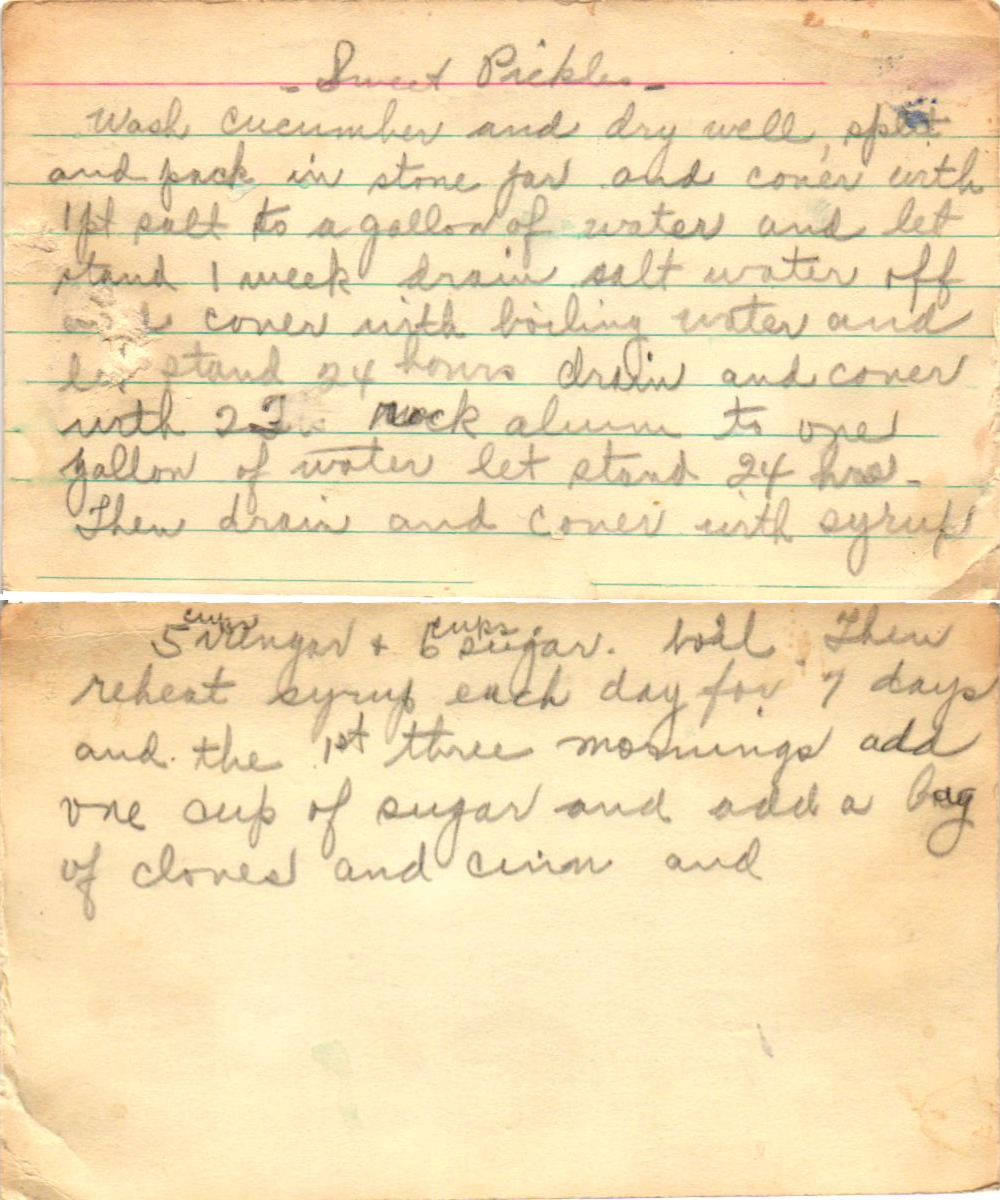 - Sweet Pickles -
Wash cucumber and dry well, split
and pack in stone jar and cover with
1 pt salt to a gallon of water and let
stand 1 week drain salt water off
and cover with boiling water and
let stand 24 hours drain and cover
with rock alum to one
gallon of water let stand 24 hrs -
Then drain and cover with syrup
5 cups vinegar + 6 cups sugar. boil. Then
reheat syrup each day for 7 days
and the 1st three mornings add
one cup of sugar and add a bag
of cloves and cinn and